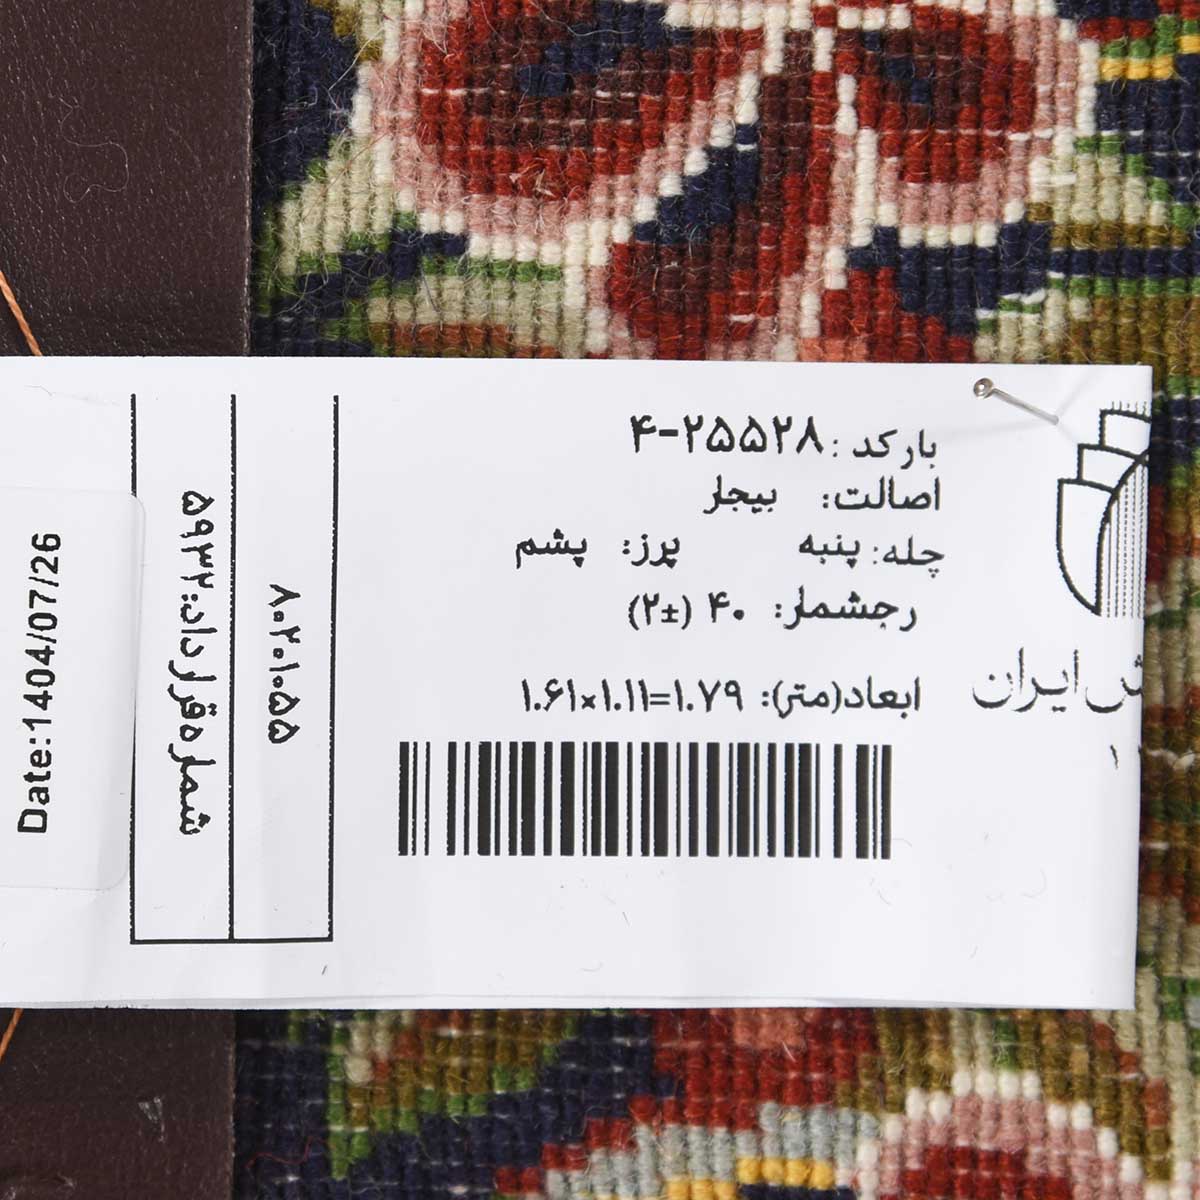 بارکد: ۲۵۵۲۸-۴
اصالت: بیجار
چله: پنبه پرز: پشم
رجشمار: ۴۰ (±۲)
ابعاد(متر): ۱.۶۱×۱.۱۱=۱.۷۹
ایران
۸۰۲۰۱۰۵۵
شماره قرارداد: ۵۹۳۲
Date:1404/07/26